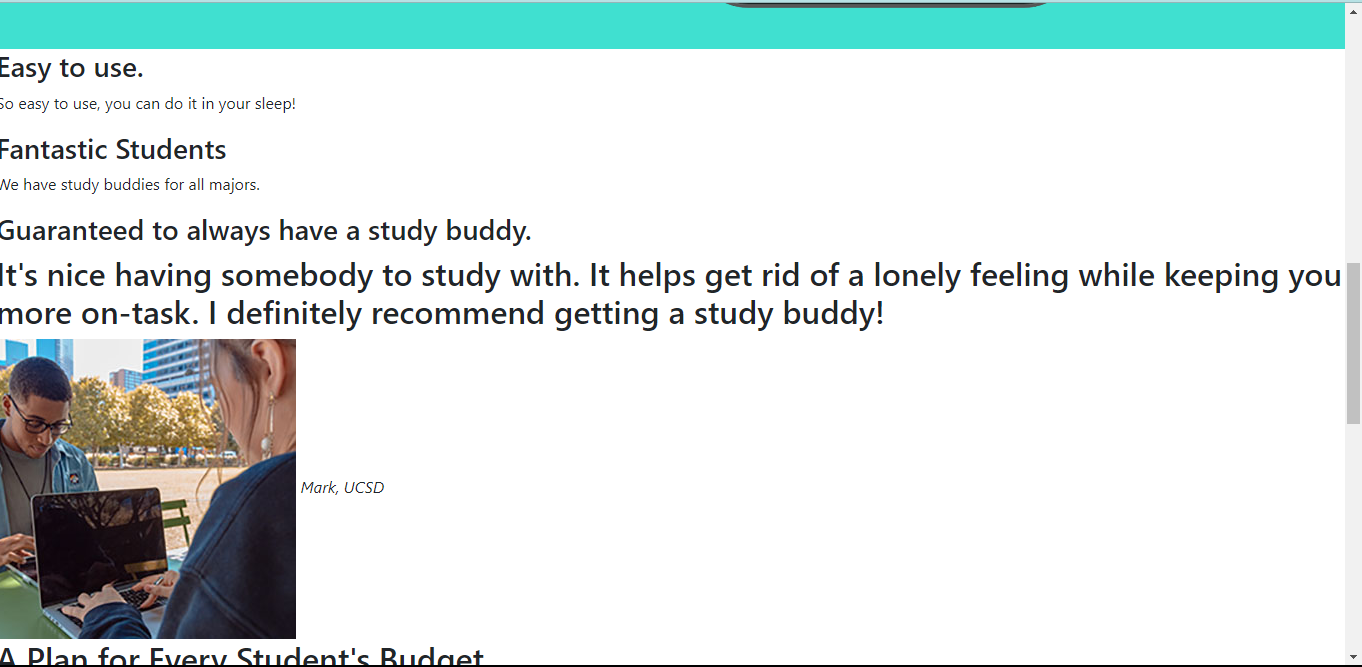 Easy to use.
So easy to use, you can do it in your sleep!
Fantastic Students
We have study buddies for all majors.
Guaranteed to always have a study buddy.
It's nice having somebody to study with. It helps get rid of a lonely feeling while keeping you
more on-task. I definitely recommend getting a study buddy!
Mark, UCSD
A Plan for Every Student's Budget